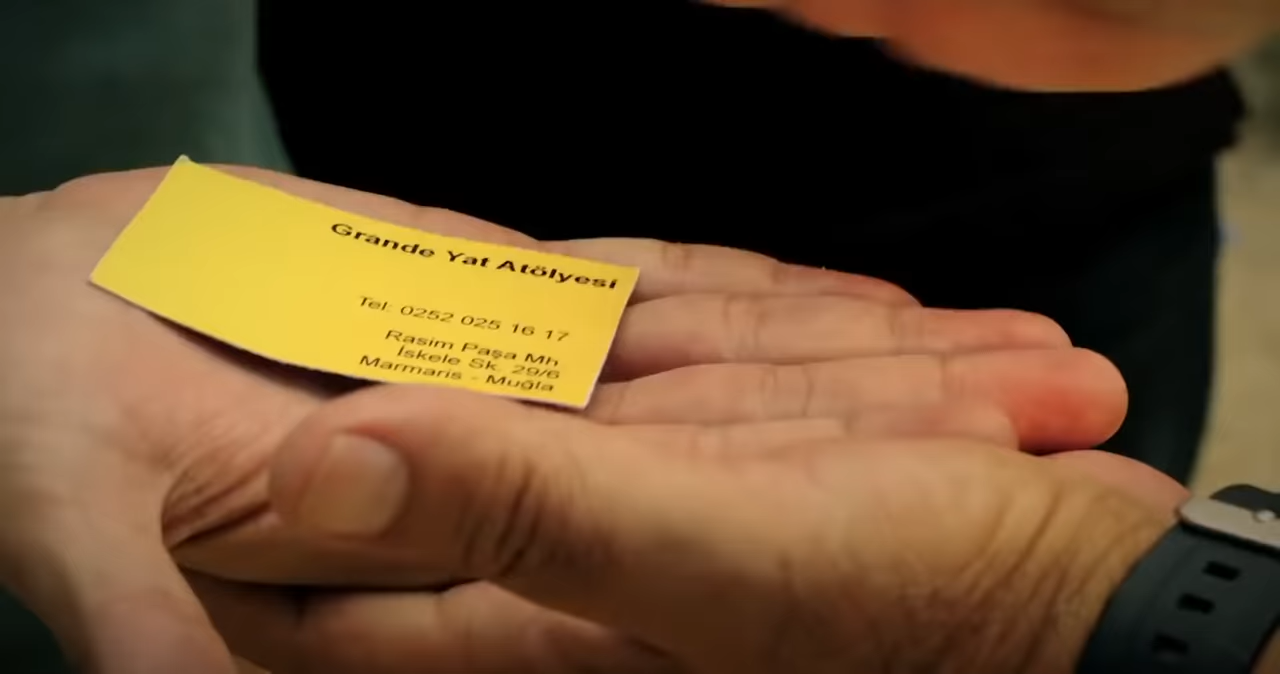 Grande Yat Atölyesi
Tel: 0252 025 16 17
Rasim Paşa Mh
İskele Sk. 29/6
Marmaris - Muğla